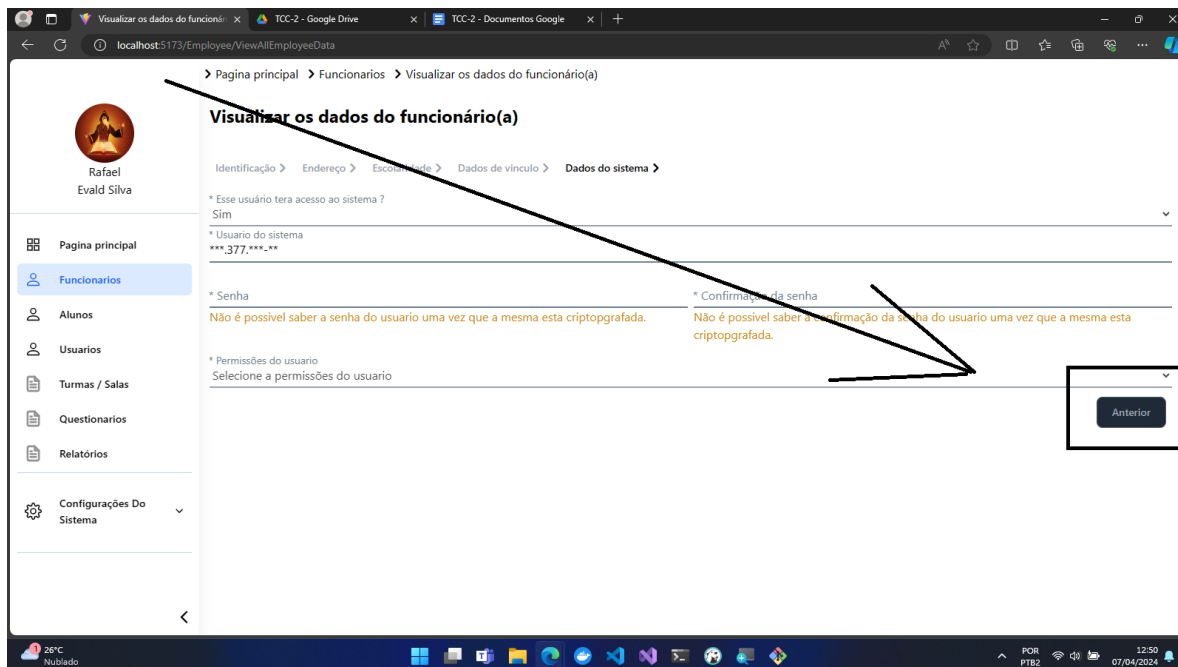 Visualizar os dados do funcionári
TCC-2 - Google Drive
TCC-2 - Documentos Google
localhost:5173/Employee/ViewAllEmployeeData
Pagina principal
Funcionarios
Visualizar os dados do funcionário(a)
Visualizar os dados do funcionário(a)
Rafael
Evald Silva
Identificação
Endereço
Escolaridade
Dados de vinculo
Dados do sistema
* Esse usuário tera acesso ao sistema ?
Sim
* Usuario do sistema
***.377.***-**
* Senha
* Confirmação da senha
Não é possivel saber a senha do usuario uma vez que a mesma esta criptopgrafada.
Não é possivel saber a confirmação da senha do usuario uma vez que a mesma esta
criptopgrafada.
* Permissões do usuario
Selecione a permissões do usuario
Anterior
Pagina principal
Funcionarios
Alunos
Usuarios
Turmas / Salas
Questionarios
Relatórios
Configurações Do
Sistema
1
26°C
Nublado
POR
PTB2
12:50
07/04/2024